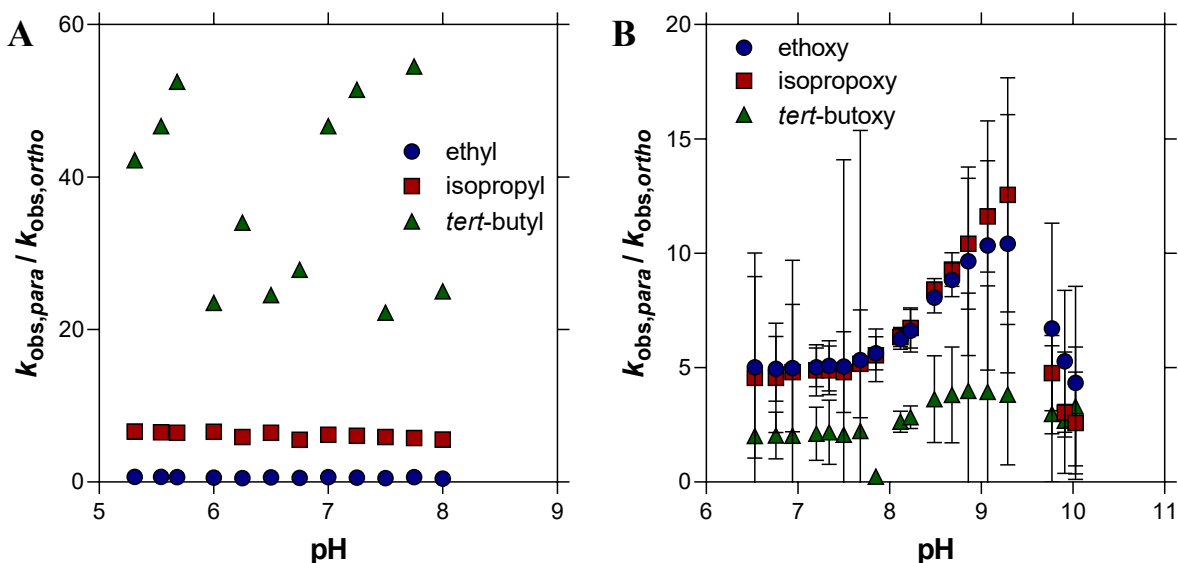 A
k_obs,para / k_obs,ortho
60
40
20
0
5
6
7
8
9
pH
ethyl
isopropyl
tert-butyl
B
k_obs,para / k_obs,ortho
20
15
10
5
0
6
7
8
9
10
11
pH
ethoxy
isopropoxy
tert-butoxy